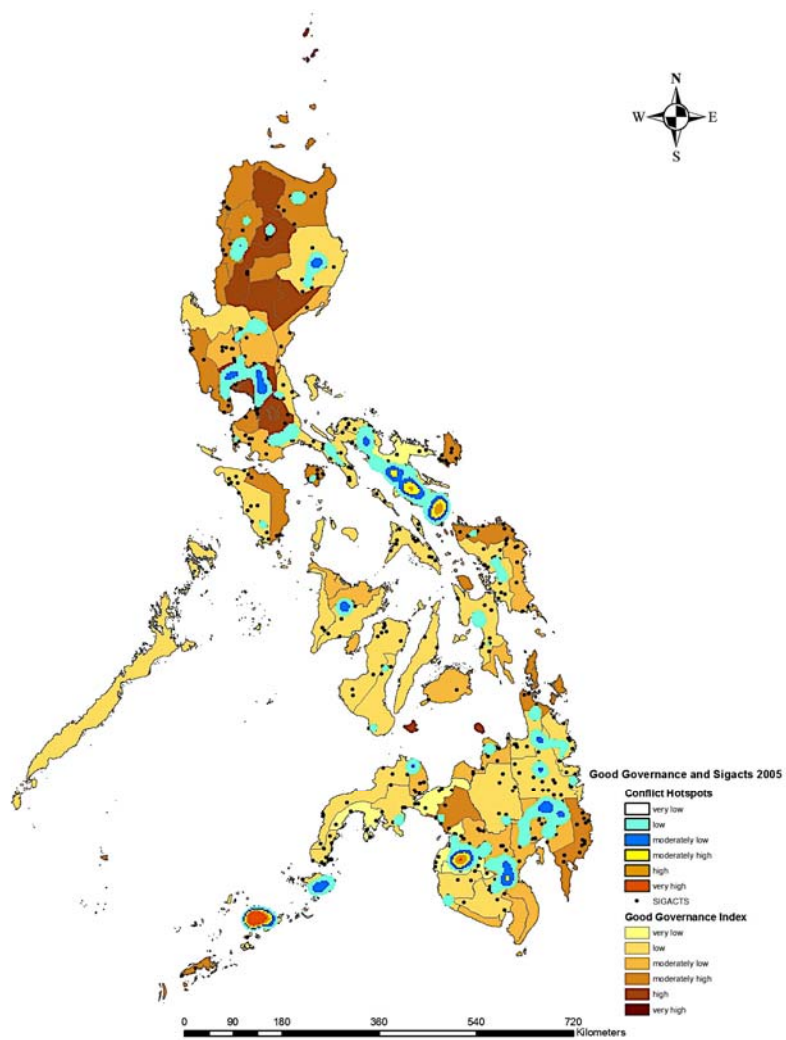 N
W E
S
Good Governance and Sigacts 2005
Conflict Hotspots
very low
low
moderately low
moderately high
high
very high
SIGACTS
Good Governance Index
very low
low
moderately low
moderately high
high
very high
0 90 180 360 540 720
Kilometers